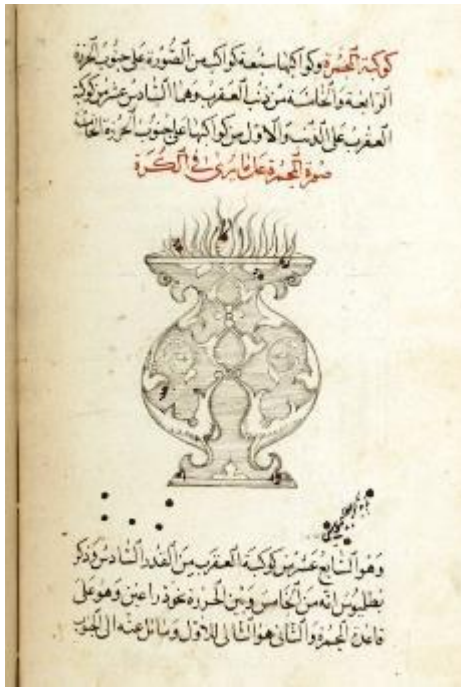 كوكبة المجمرة وكواكبها سبعة كواكب من الصورة على جنوب الخرزة
الرابعة والخامسة من ذنب العقرب وهما السادس عشر من كوكبة
العقرب على الذنب والاول من كواكبها على جنوب الخرزة الخامسة
صورة المجمرة على ما يرى في الكرة
وهو السابع عشر من كوكبة العقرب من القدر السادس وذكر
بطليوس انه من الخامس وبين الخرزة نحو ذراعين وهو على
قاعدة المجمرة والثاني هو التالي للاول ومائل عنه الى الجنوب